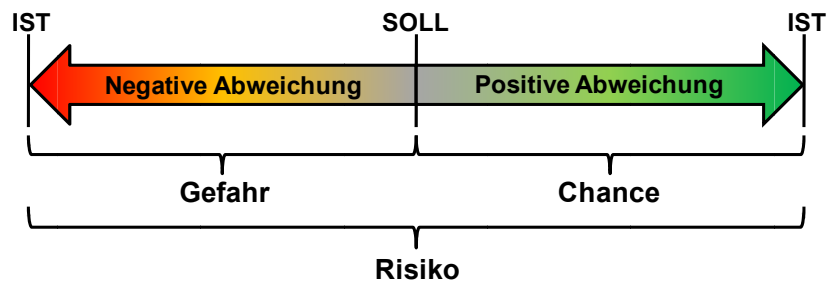 IST SOLL IST
Negative Abweichung Positive Abweichung
Gefahr Chance
Risiko